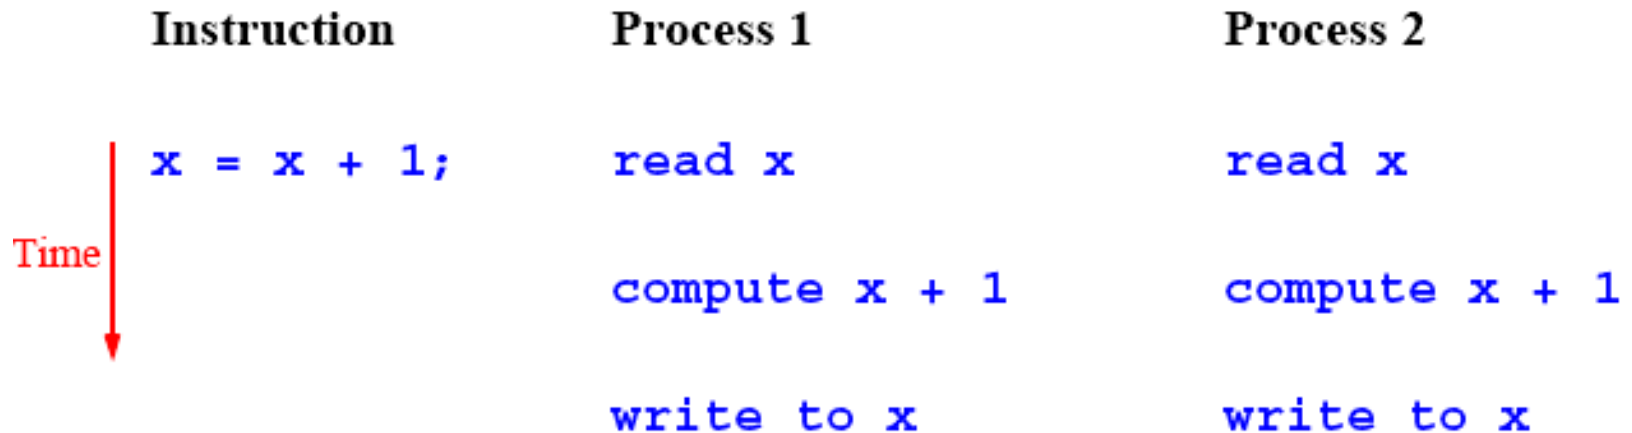 Instruction Process 1 Process 2
x = x + 1; read x read x
Time
compute x + 1 compute x + 1
write to x write to x